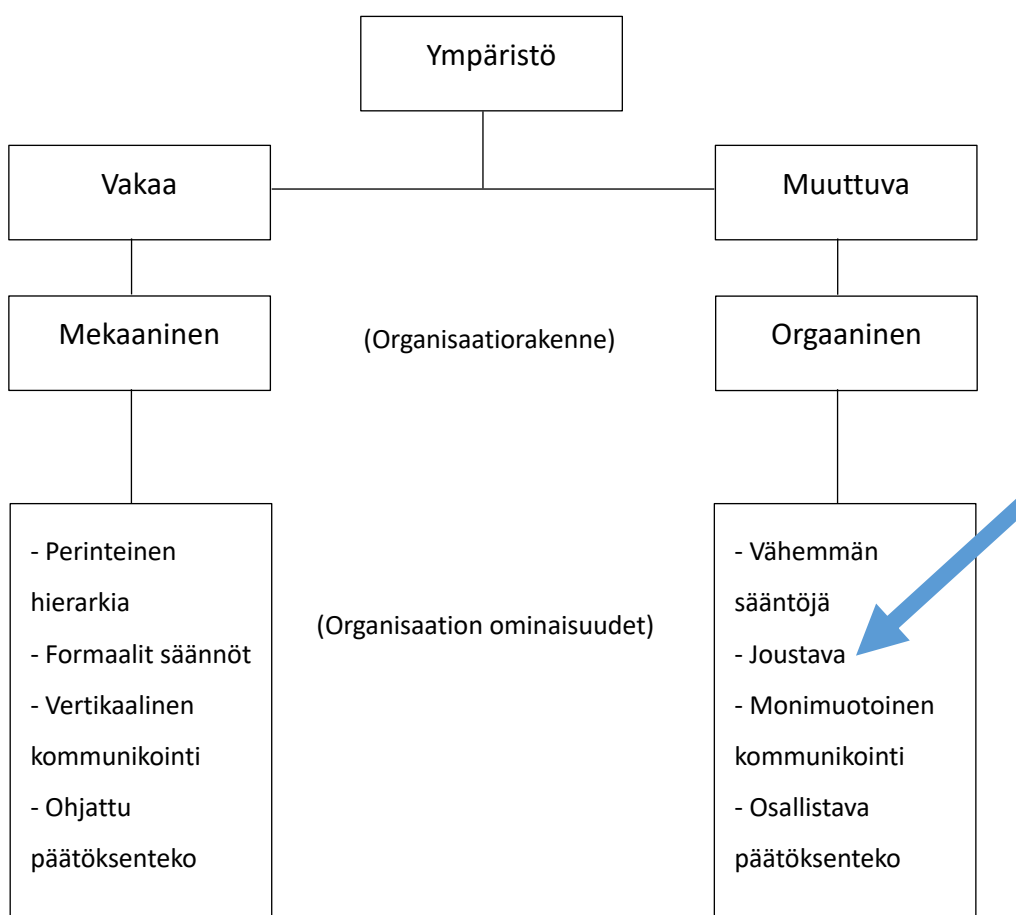 Ympäristö
Vakaa
Muuttuva
Mekaaninen
(Organisaatiorakenne)
Orgaaninen
- Perinteinen
hierarkia
- Formaalit säännöt
- Vertikaalinen
kommunikointi
- Ohjattu
päätöksenteko
(Organisaation ominaisuudet)
- Vähemmän
sääntöjä
- Joustava
- Monimuotoinen
kommunikointi
- Osallistava
päätöksenteko